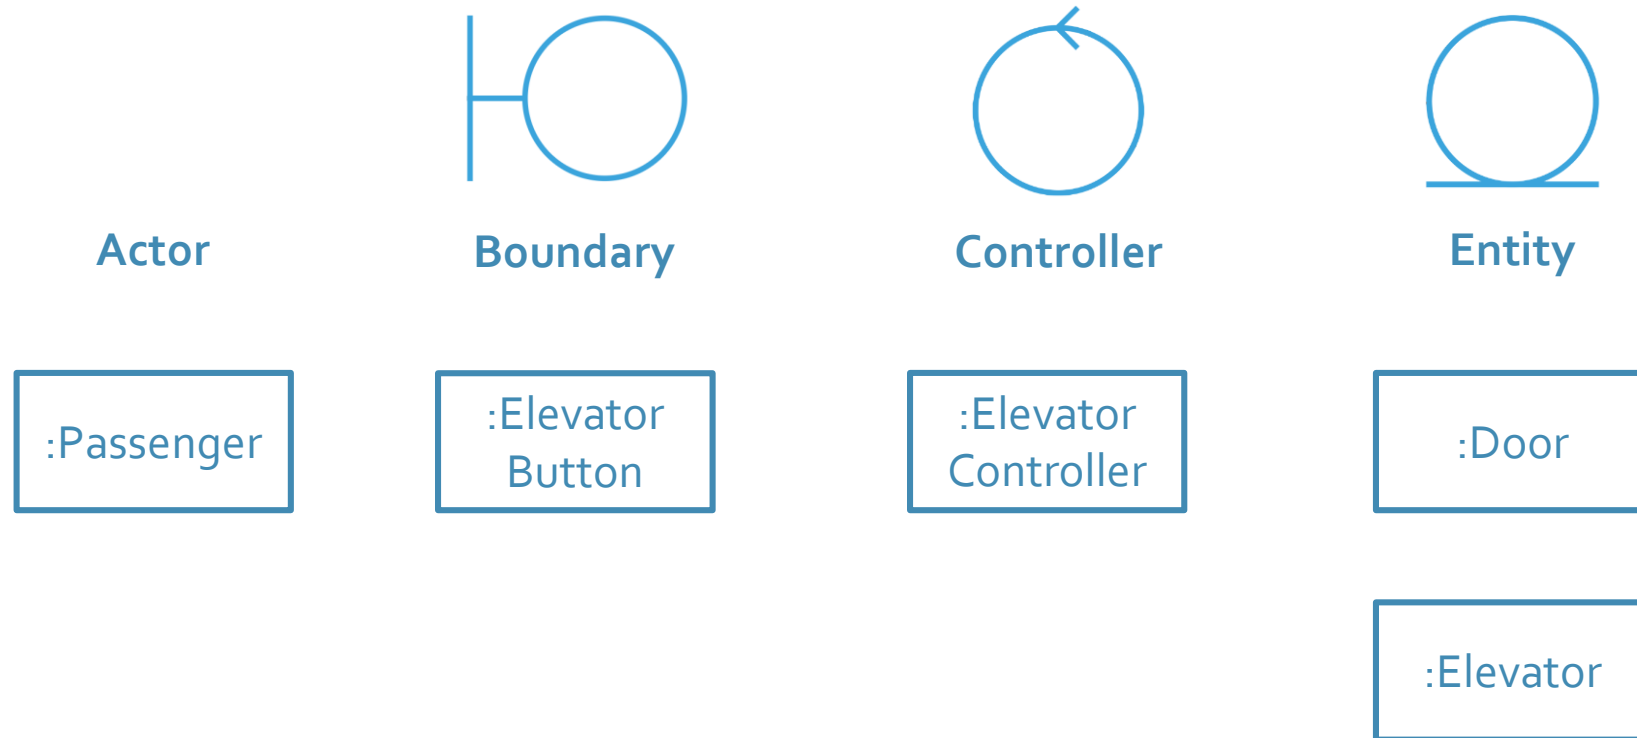 Actor
Boundary
Controller
Entity
:Passenger
:Elevator
Button
:Elevator
Controller
:Door
:Elevator